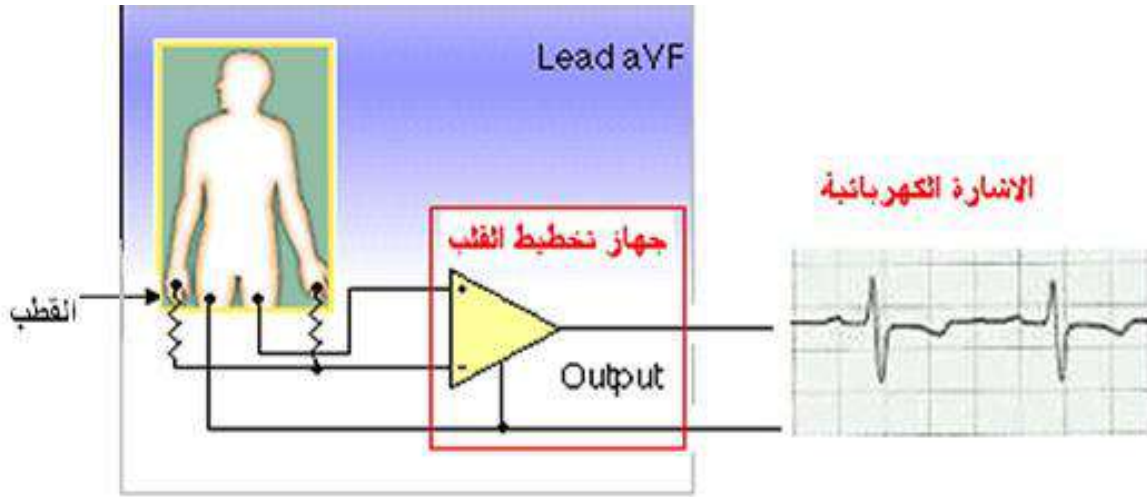 Lead aVF
الاشارة الكهربائية
جهاز تخطيط القلب
القطب
+
-
Output